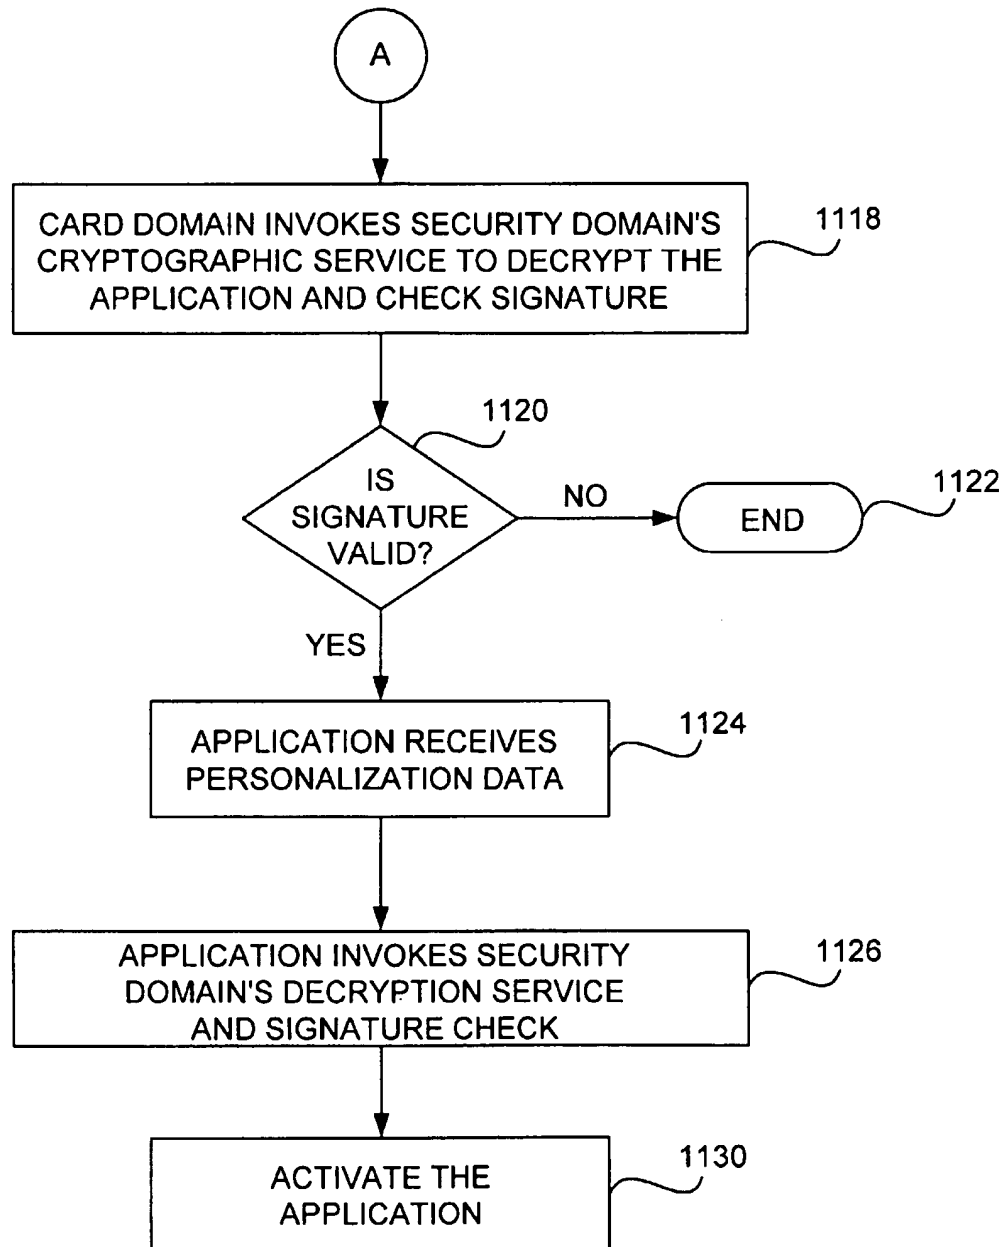 A
CARD DOMAIN INVOKES SECURITY DOMAIN'S
CRYPTOGRAPHIC SERVICE TO DECRYPT THE
APPLICATION AND CHECK SIGNATURE
1118
1120
IS
SIGNATURE
VALID?
NO
END
1122
YES
APPLICATION RECEIVES
PERSONALIZATION DATA
1124
APPLICATION INVOKES SECURITY
DOMAIN'S DECRYPTION SERVICE
AND SIGNATURE CHECK
1126
ACTIVATE THE
APPLICATION
1130